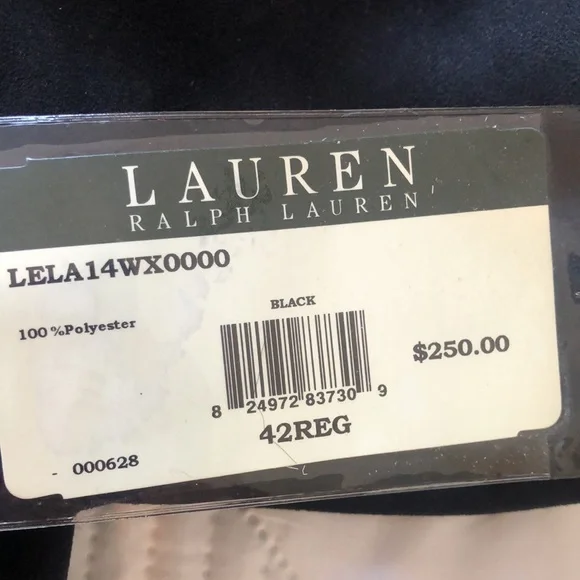 LAUREN
RALPH LAUREN
LELA14WX0000
BLACK
100%Polyester
$250.00
8 24972 83730 9
42REG
- 000628